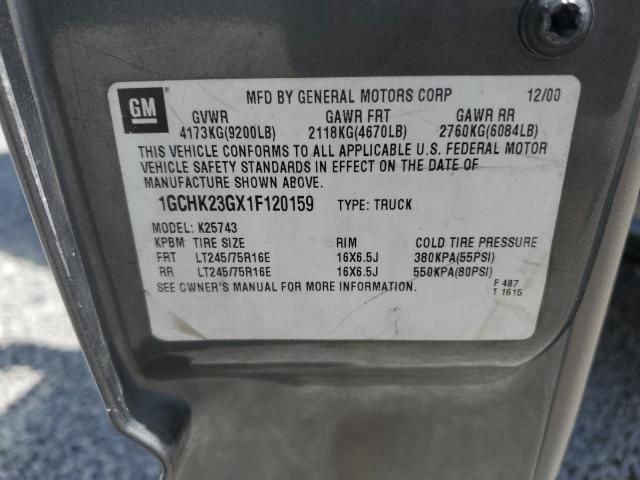 GM
MFD BY GENERAL MOTORS CORP 12/00
GVWR GAWR FRT GAWR RR
4173KG(9200LB) 2118KG(4670LB) 2760KG(6084LB)
THIS VEHICLE CONFORMS TO ALL APPLICABLE U.S. FEDERAL MOTOR
VEHICLE SAFETY STANDARDS IN EFFECT ON THE DATE OF
MANUFACTURE SHOWN ABOVE.
1GCHK23GX1F120159 TYPE: TRUCK
MODEL: K25743
KPBM TIRE SIZE RIM COLD TIRE PRESSURE
FRT LT245/75R16E 16X6.5J 380KPA(55PSI)
RR LT245/75R16E 16X6.5J 550KPA(80PSI)
SEE OWNER'S MANUAL FOR MORE INFORMATION.
F 487
T 1615